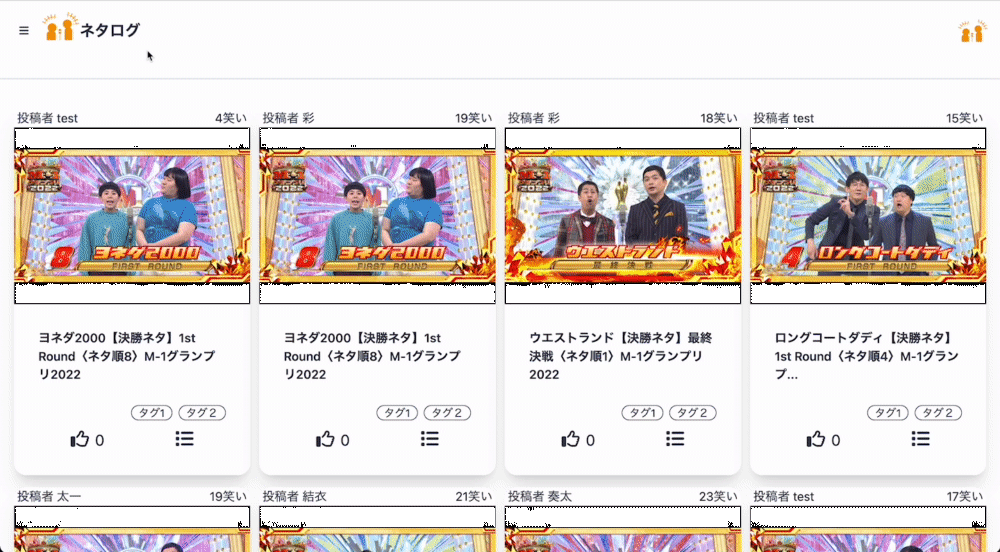 ネタログ
投稿者 test 4笑い
投稿者 彩 19笑い
投稿者 彩 18笑い
投稿者 test 15笑い
2022
8 ヨネダ2000
FIRST ROUND
2022
8 ヨネダ2000
FIRST ROUND
2022
ウエストランド
最終決戦
2022
4 ロングコートダディ
FIRST ROUND
ヨネダ2000【決勝ネタ】1st
Round〈ネタ順8〉M-1グランプ
リ2022
ヨネダ2000【決勝ネタ】1st
Round〈ネタ順8〉M-1グランプ
リ2022
ウエストランド【決勝ネタ】最終
決戦〈ネタ順1〉M-1グランプリ
2022
ロングコートダディ【決勝ネタ】
1st Round〈ネタ順4〉M-1グラン
プ...
タグ1 タグ２
タグ1 タグ２
タグ1 タグ２
タグ1 タグ２
0
0
0
0
投稿者 太一 19笑い
投稿者 結衣 21笑い
投稿者 奏太 23笑い
投稿者 test 17笑い